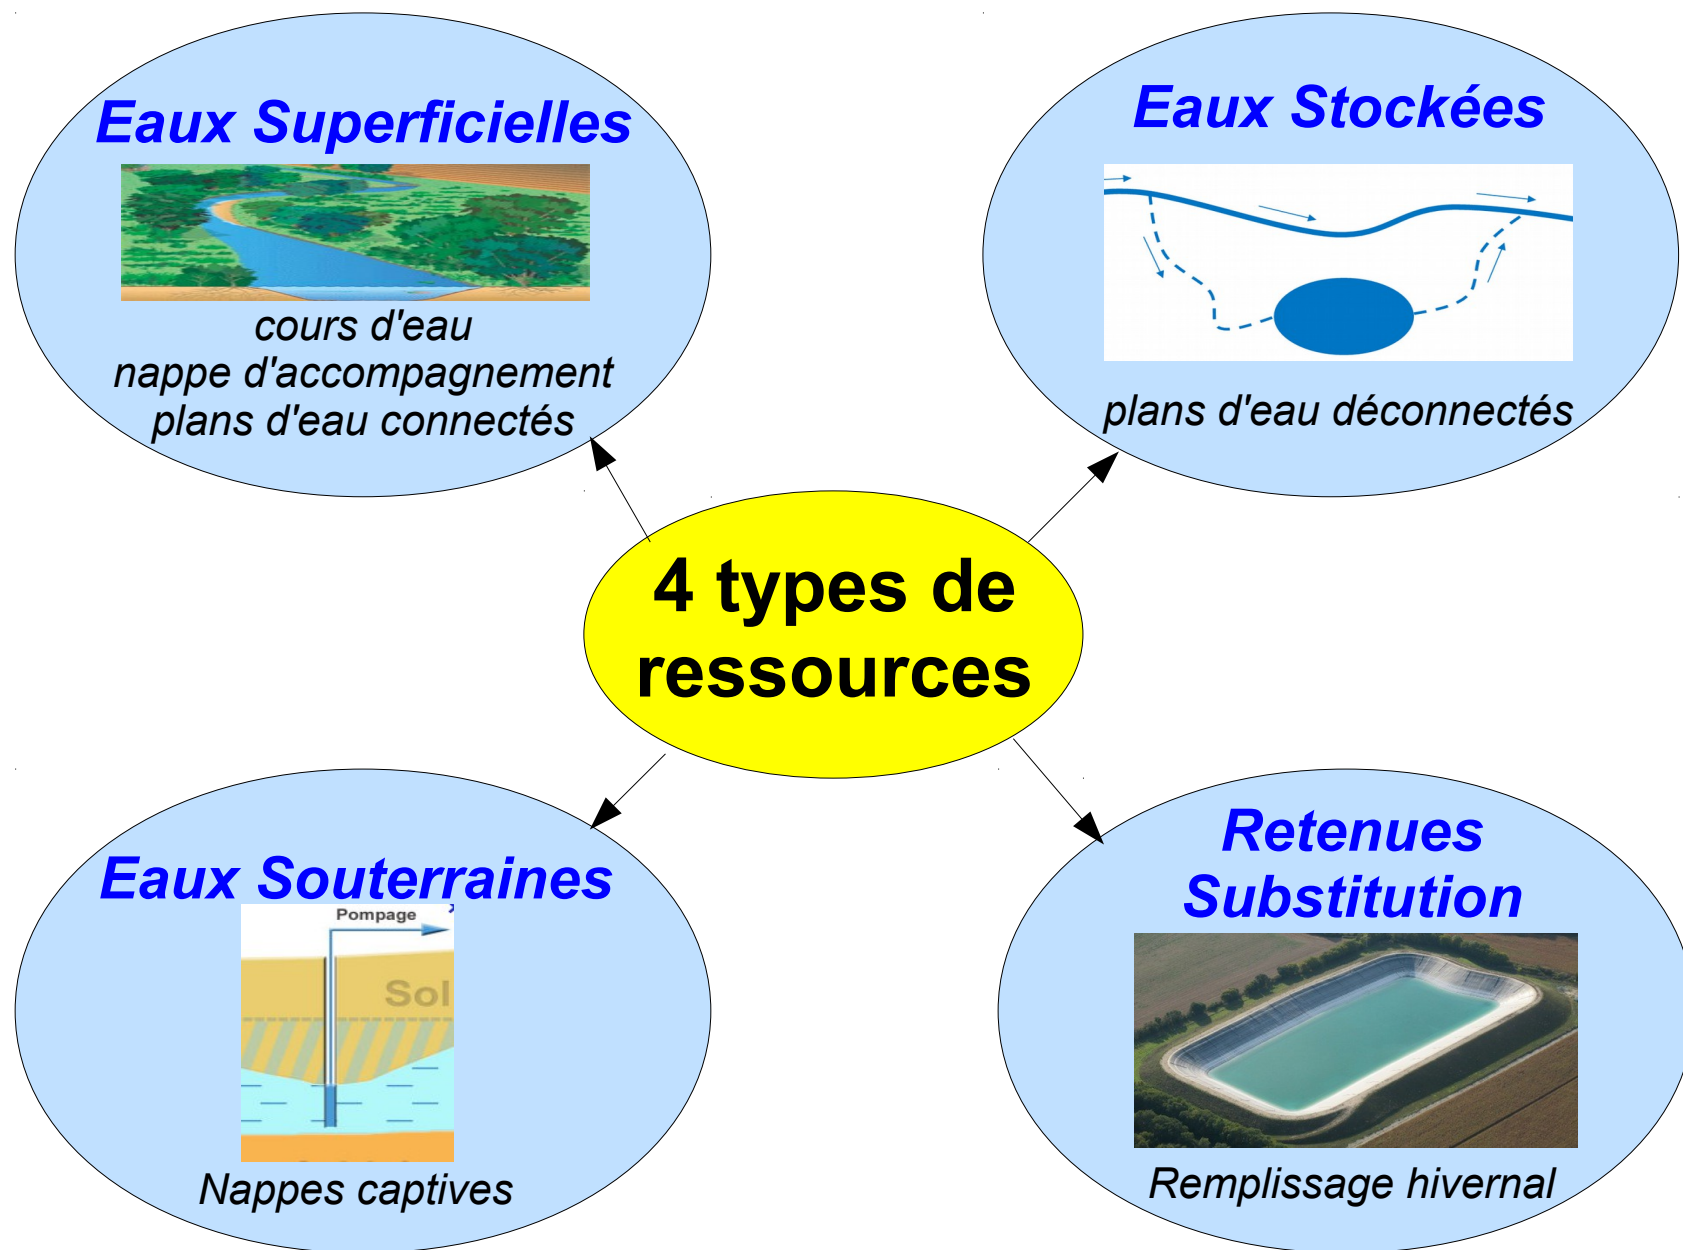 Eaux Superficielles
cours d'eau
nappe d'accompagnement
plans d'eau connectés
Eaux Stockées
plans d'eau déconnectés
4 types de
ressources
Eaux Souterraines
Pompage
Sol
Nappes captives
Retenues
Substitution
Remplissage hivernal